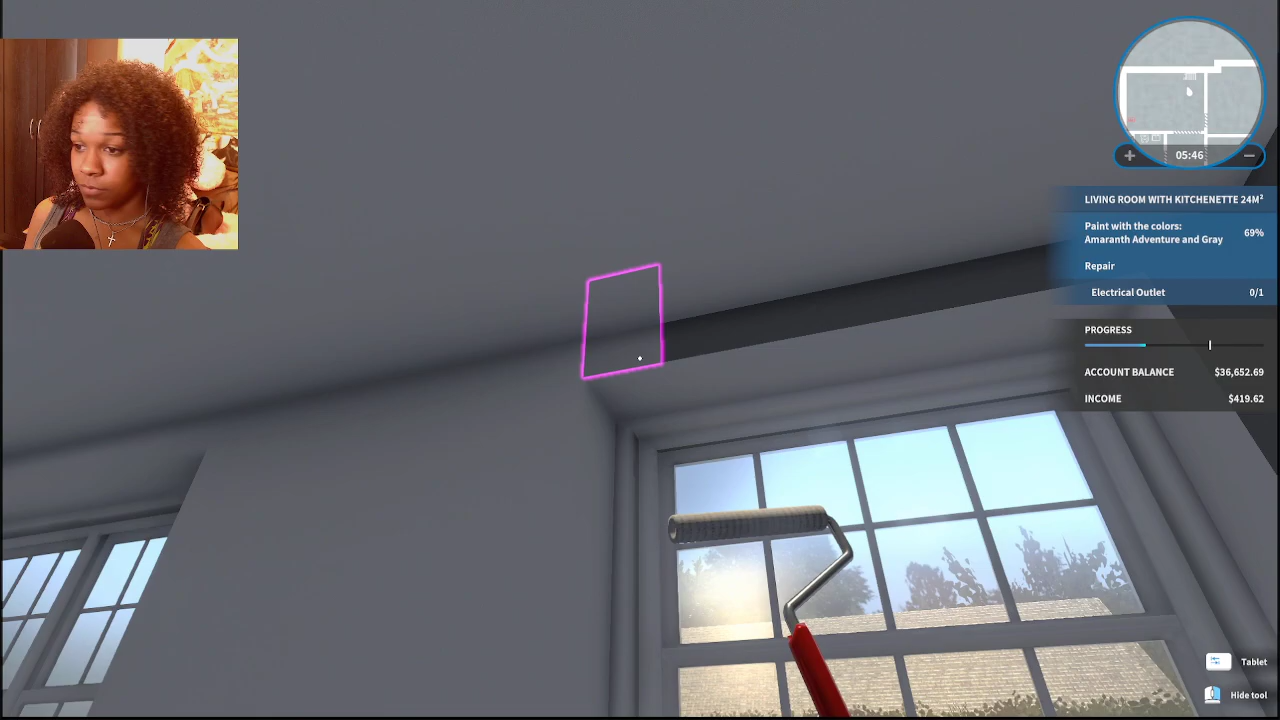 05:46
LIVING ROOM WITH KITCHENETTE 24M²
Paint with the colors:
Amaranth Adventure and Gray
69%
Repair
Electrical Outlet 0/1
PROGRESS
ACCOUNT BALANCE $36,652.69
INCOME $419.62
Tablet
Hide tool